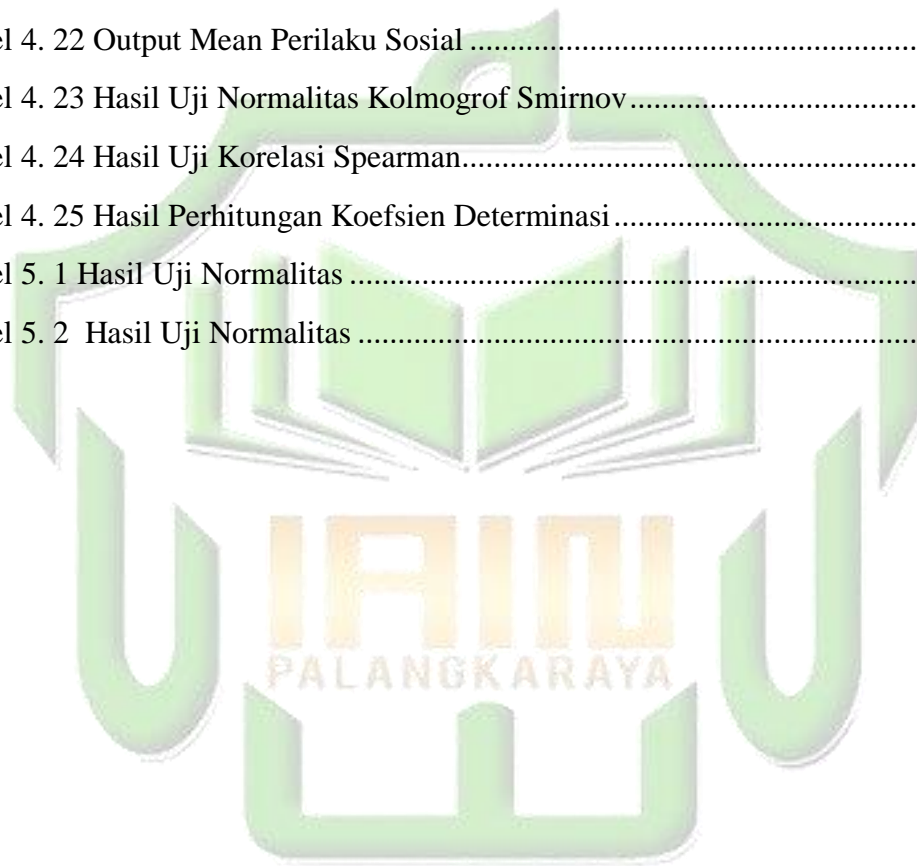 el 4. 22 Output Mean Perilaku Sosial ......................................................
el 4. 23 Hasil Uji Normalitas Kolmogrof Smirnov...................................
el 4. 24 Hasil Uji Korelasi Spearman.......................................................
el 4. 25 Hasil Perhitungan Koefsien Determinasi .................................
el 5. 1 Hasil Uji Normalitas .....................................................................
el 5. 2  Hasil Uji Normalitas ....................................................................
IAIN
PALANGKARAYA